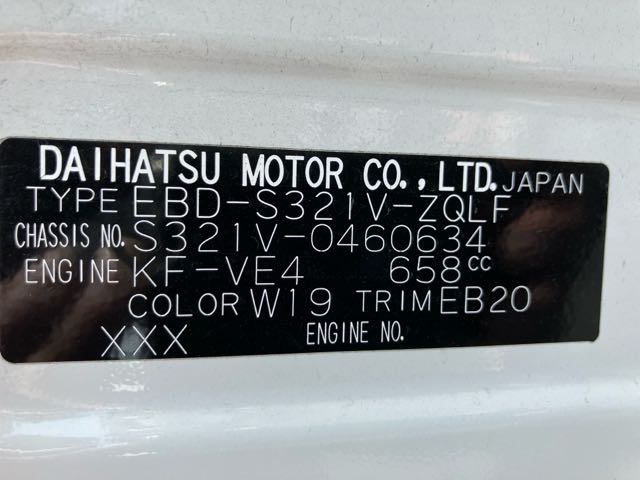 DAIHATSU MOTOR CO., LTD. JAPAN
TYPE EBD-S321V-ZQLF
CHASSIS NO. S321V-0460634
ENGINE KF-VE4 658cc
COLOR W19 TRIM EB20
XXX ENGINE NO.